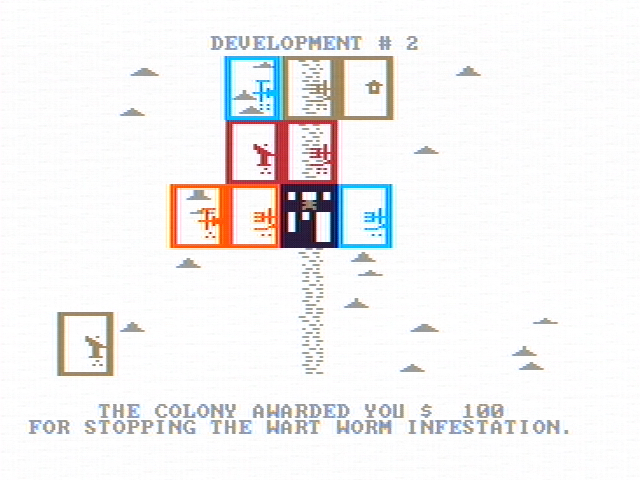 DEVELOPMENT # 2
THE COLONY AWARDED YOU $ 100
FOR STOPPING THE WART WORM INFESTATION.